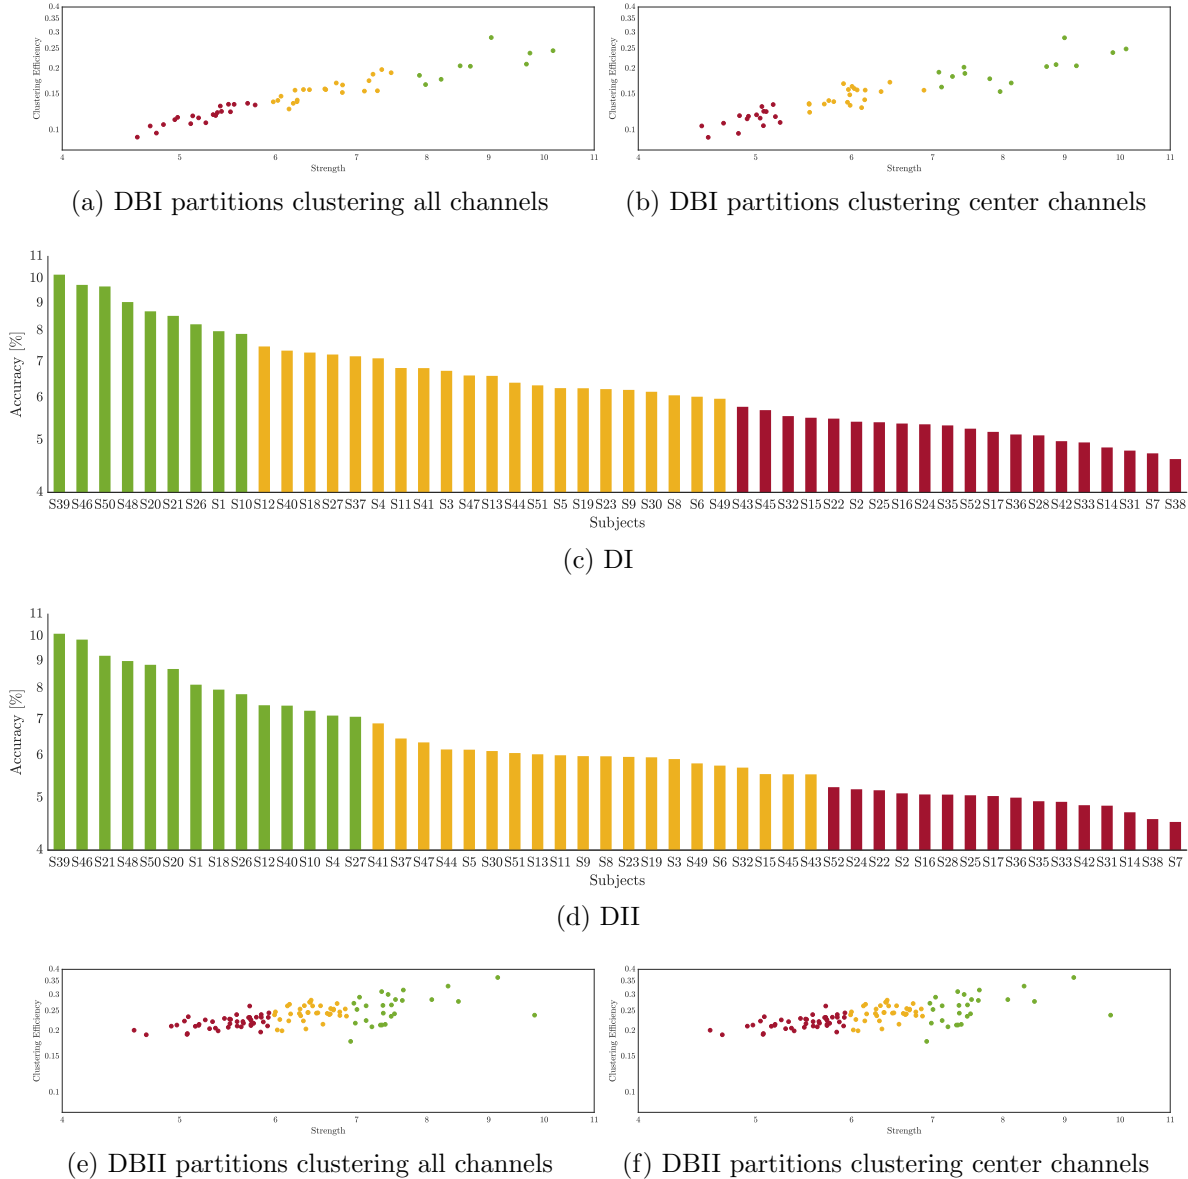 0.4
0.35
0.3
0.25
0.2
0.15
0.1
Clustering Efficiency
4 5 6 7 8 9 10 11
Strength
(a) DBI partitions clustering all channels
0.4
0.35
0.3
0.25
0.2
0.15
0.1
Clustering Efficiency
4 5 6 7 8 9 10 11
Strength
(b) DBI partitions clustering center channels
11
10
9
8
7
6
5
4
Accuracy [%]
S39 S46 S50 S48 S20 S21 S26 S1 S10 S12 S40 S18 S27 S37 S4 S11 S41 S3 S47 S13 S44 S51 S5 S19 S23 S9 S30 S8 S6 S49 S43 S45 S32 S15 S22 S2 S25 S16 S24 S35 S52 S17 S36 S28 S42 S33 S14 S31 S7 S38
Subjects
(c) DI
11
10
9
8
7
6
5
4
Accuracy [%]
S39 S46 S21 S48 S50 S20 S1 S18 S26 S12 S40 S10 S4 S27 S41 S37 S47 S44 S5 S30 S51 S13 S11 S9 S8 S23 S19 S3 S49 S6 S32 S15 S45 S43 S52 S24 S22 S2 S16 S28 S25 S17 S36 S35 S33 S42 S31 S14 S38 S7
Subjects
(d) DII
0.4
0.35
0.3
0.25
0.2
0.15
0.1
Clustering Efficiency
4 5 6 7 8 9 10 11
Strength
(e) DBII partitions clustering all channels
0.4
0.35
0.3
0.25
0.2
0.15
0.1
Clustering Efficiency
4 5 6 7 8 9 10 11
Strength
(f) DBII partitions clustering center channels